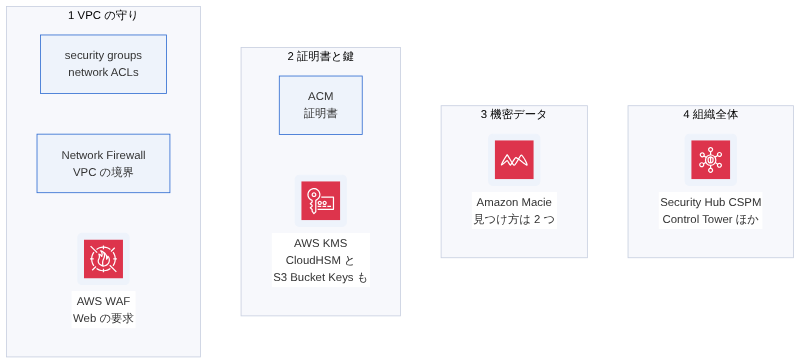 1 VPC の守り
security groups
network ACLs
Network Firewall
VPC の境界
AWS WAF
Web の要求
2 証明書と鍵
ACM
証明書
AWS KMS
CloudHSM と
S3 Bucket Keys も
3 機密データ
Amazon Macie
見つけ方は 2 つ
4 組織全体
Security Hub CSPM
Control Tower ほか